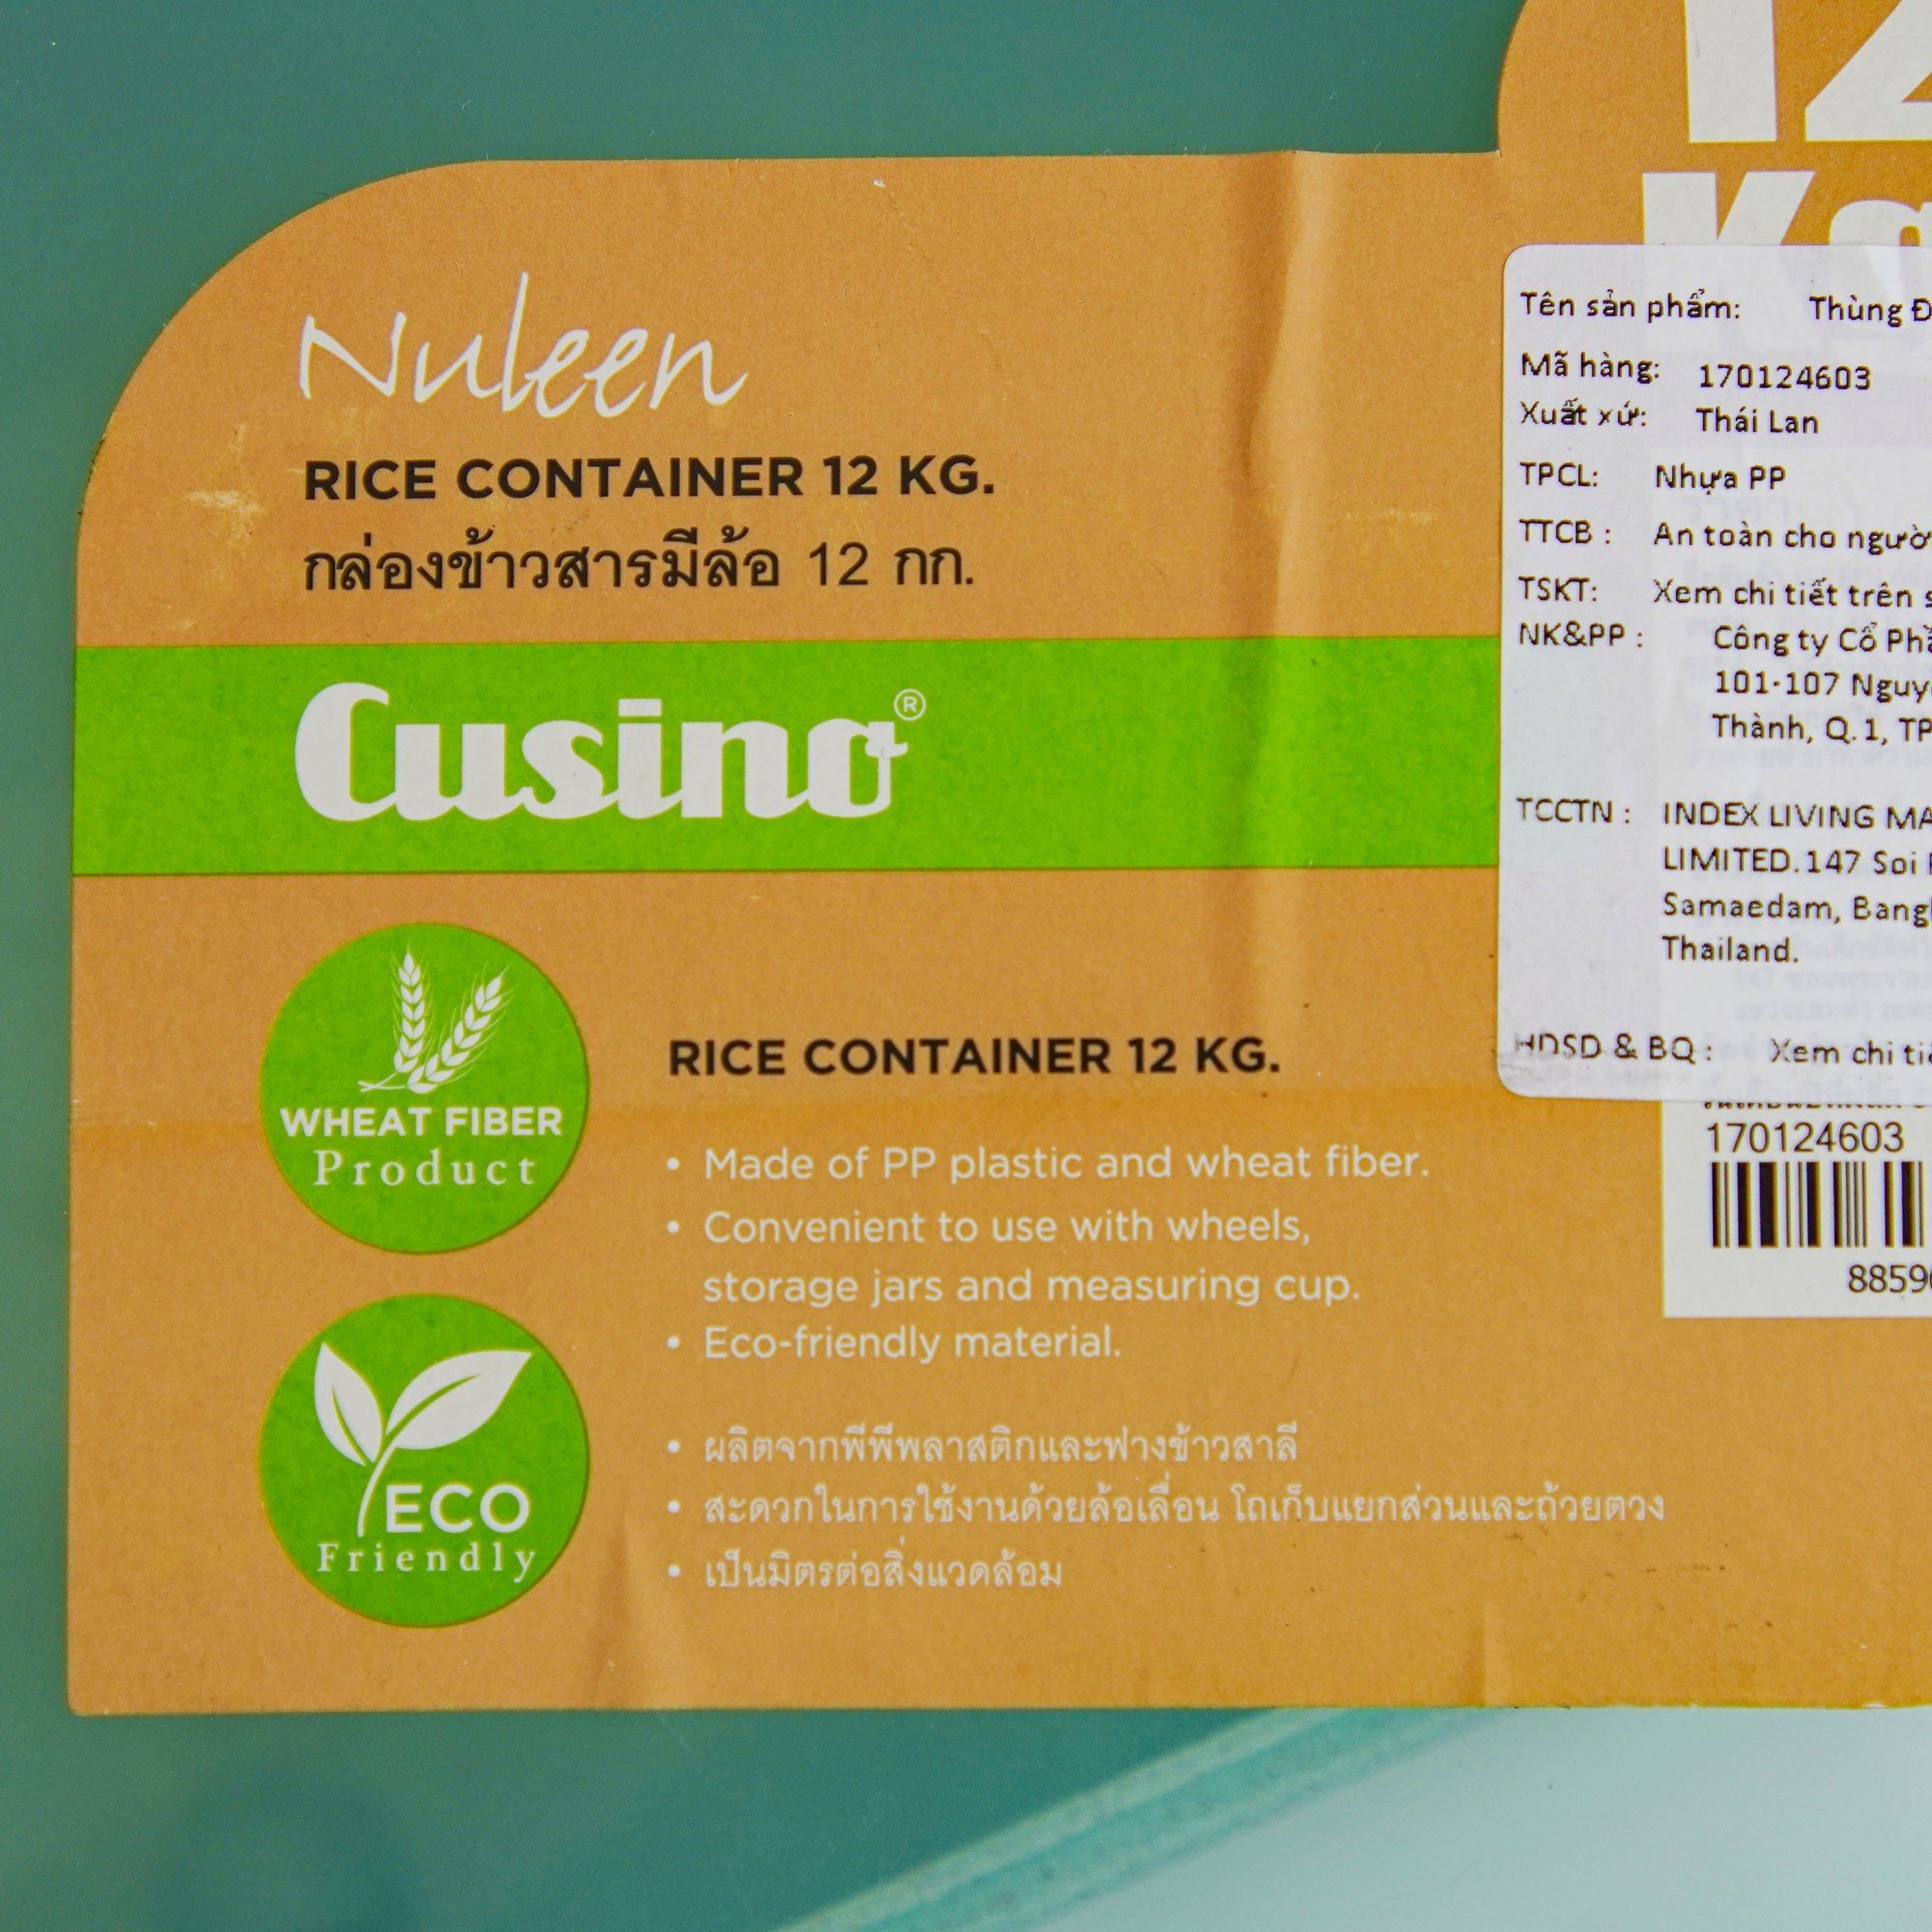 12
Kg
Nuleen
RICE CONTAINER 12 KG.
กล่องข้าวสารมีล้อ 12 กก.
Cusino®
WHEAT FIBER
Product
ECO
Friendly
RICE CONTAINER 12 KG.
• Made of PP plastic and wheat fiber.
• Convenient to use with wheels,
storage jars and measuring cup.
• Eco-friendly material.
• ผลิตจากพีพีพลาสติกและฟางข้าวสาลี
• สะดวกในการใช้งานด้วยล้อเลื่อน โถเก็บแยกส่วนและถ้วยตวง
• เป็นมิตรต่อสิ่งแวดล้อม
Tên sản phẩm: Thùng
Mã hàng: 170124603
Xuất xứ: Thái Lan
TPCL: Nhựa PP
TTCB : An toàn cho
TSKT: Xem chi tiết trên
NK&PP : Công ty Cổ
101-107
Thành, Q.1,
TCCTN : INDEX LIVING
LIMITED.147 Soi
Samaedam,
Thailand.
HDSD & BQ : Xem chi
170124603